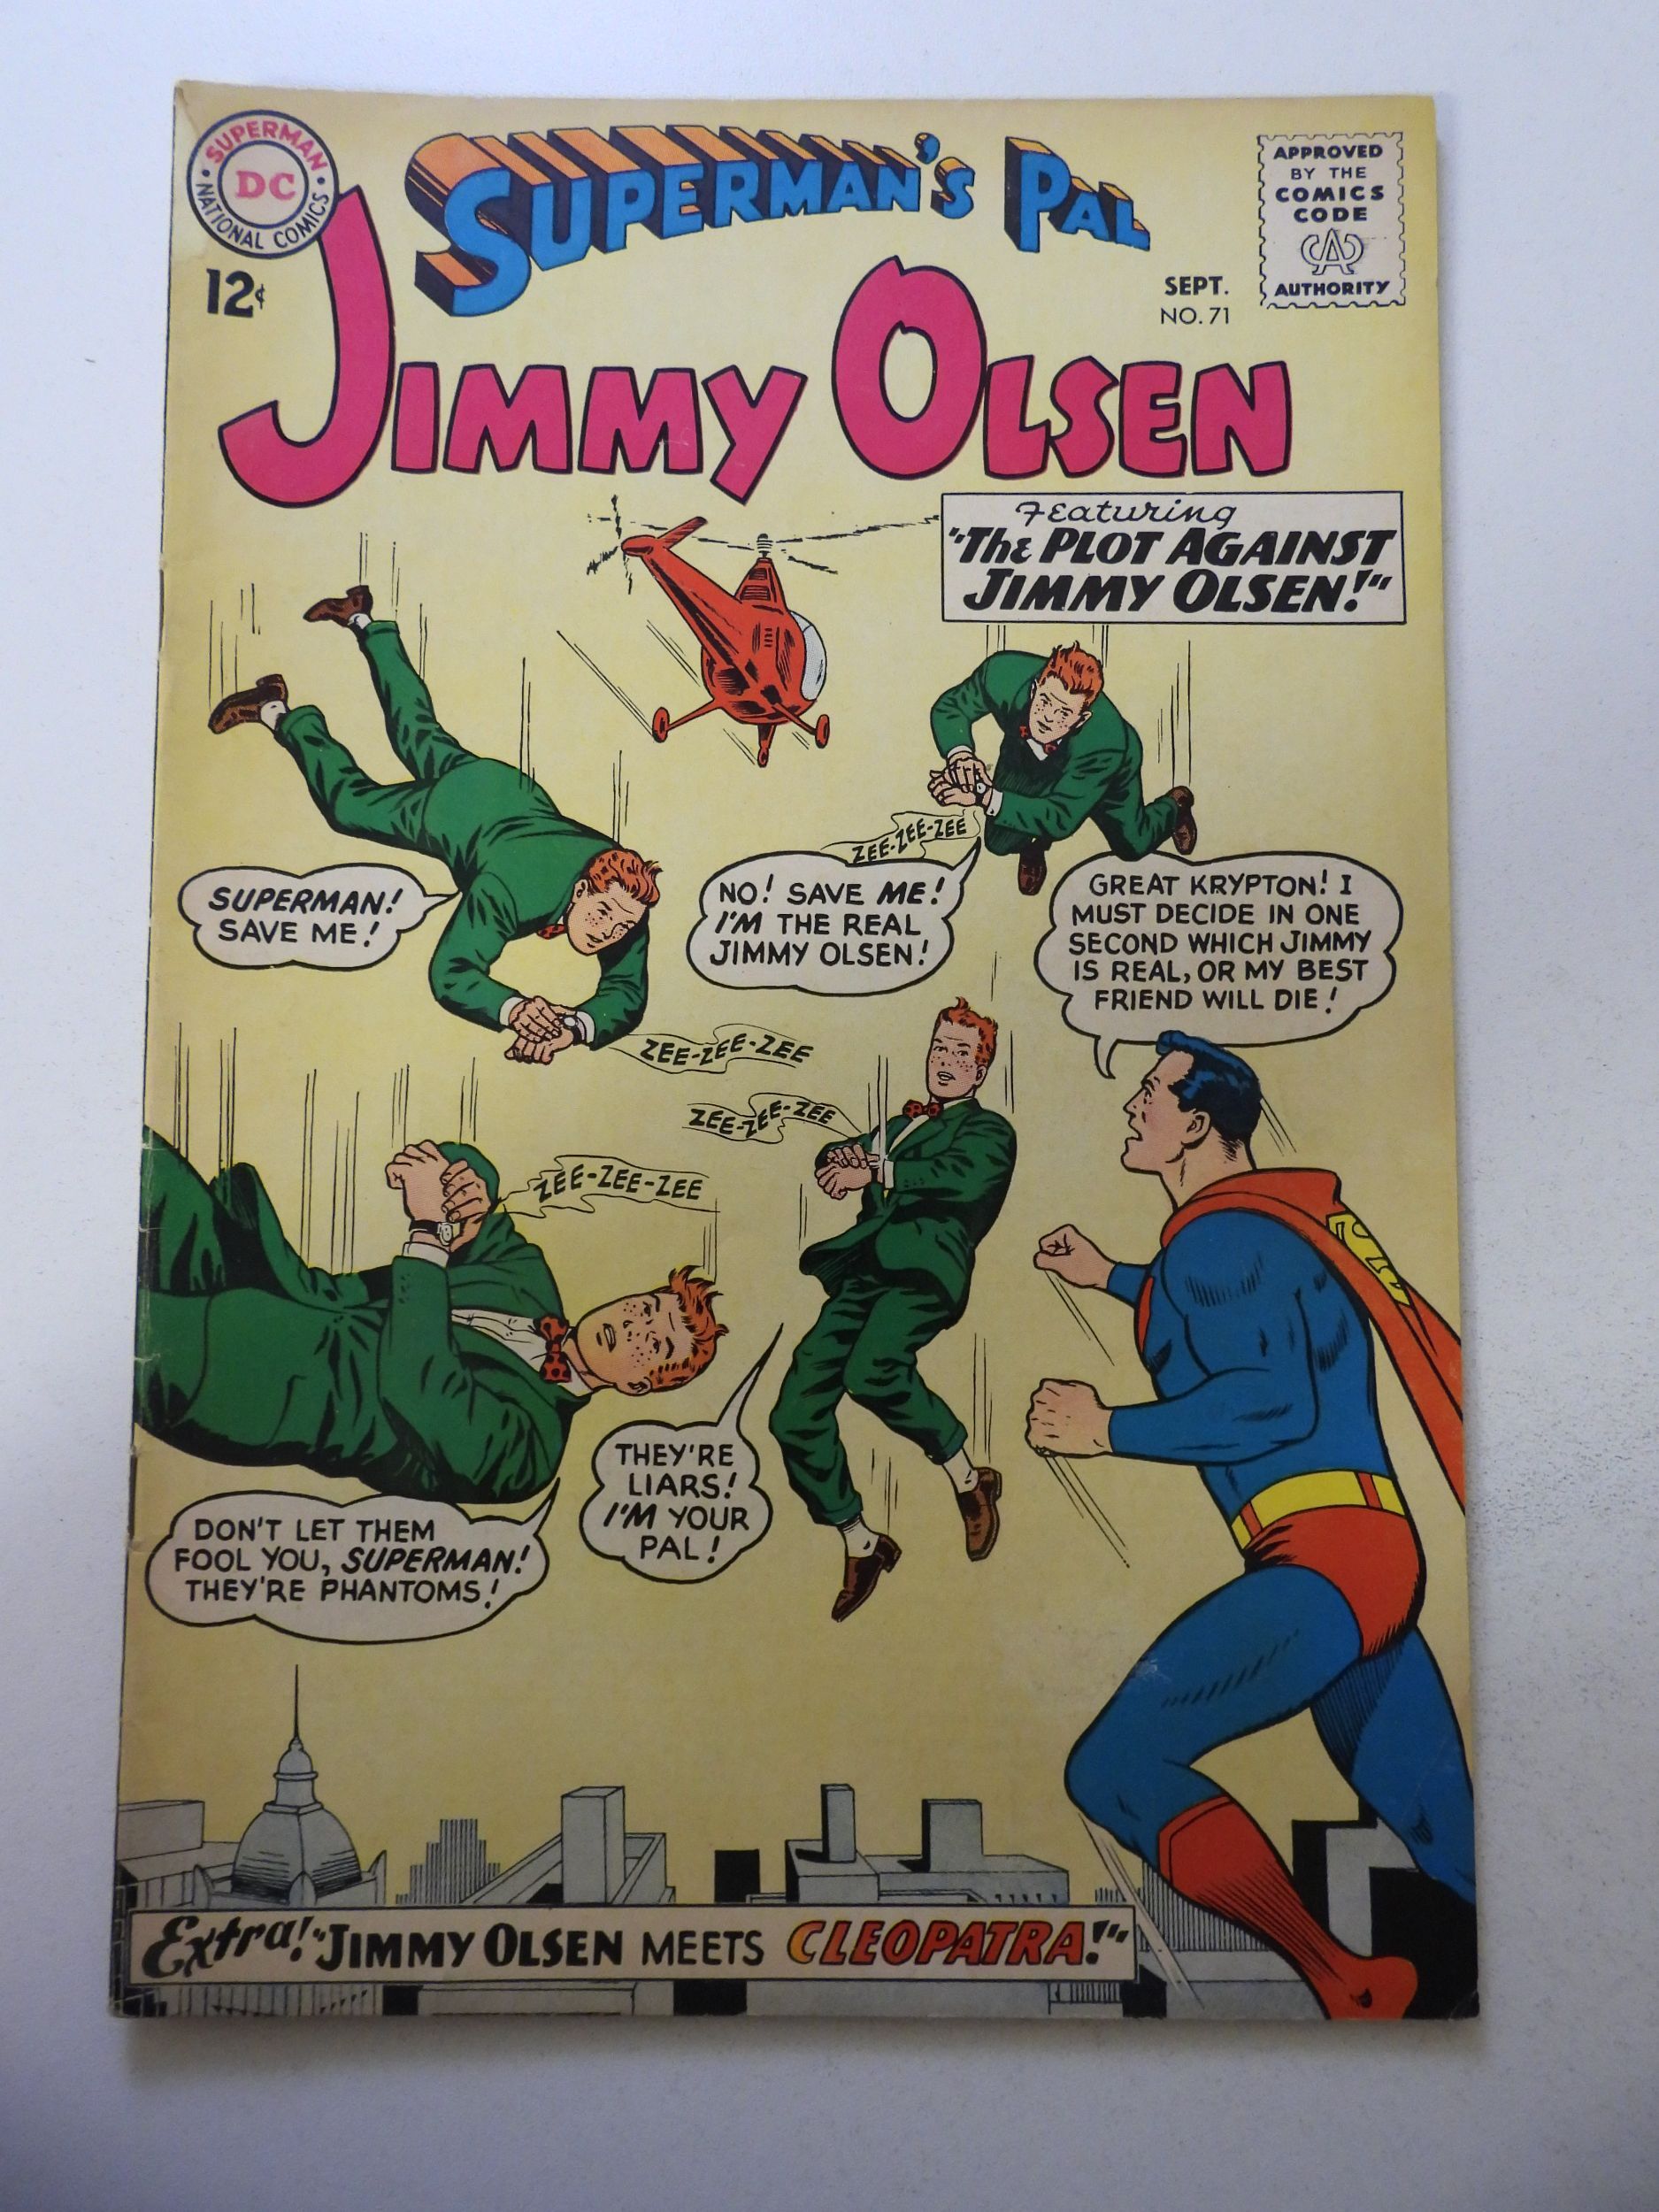 SUPERMAN
DC
NATIONAL COMICS
12¢
SUPERMAN'S PAL
JIMMY OLSEN
APPROVED
BY THE
COMICS
CODE
CA
AUTHORITY
SEPT.
NO. 71
Featuring
"The PLOT AGAINST
JIMMY OLSEN!"
ZEE-ZEE-ZEE
SUPERMAN!
SAVE ME!
NO! SAVE ME!
I'M THE REAL
JIMMY OLSEN!
GREAT KRYPTON! I
MUST DECIDE IN ONE
SECOND WHICH JIMMY
IS REAL, OR MY BEST
FRIEND WILL DIE!
ZEE-ZEE-ZEE
ZEE-ZEE-ZEE
ZEE-ZEE-ZEE
THEY'RE
LIARS!
I'M YOUR
PAL!
DON'T LET THEM
FOOL YOU, SUPERMAN!
THEY'RE PHANTOMS!
Extra! "JIMMY OLSEN MEETS CLEOPATRA!"